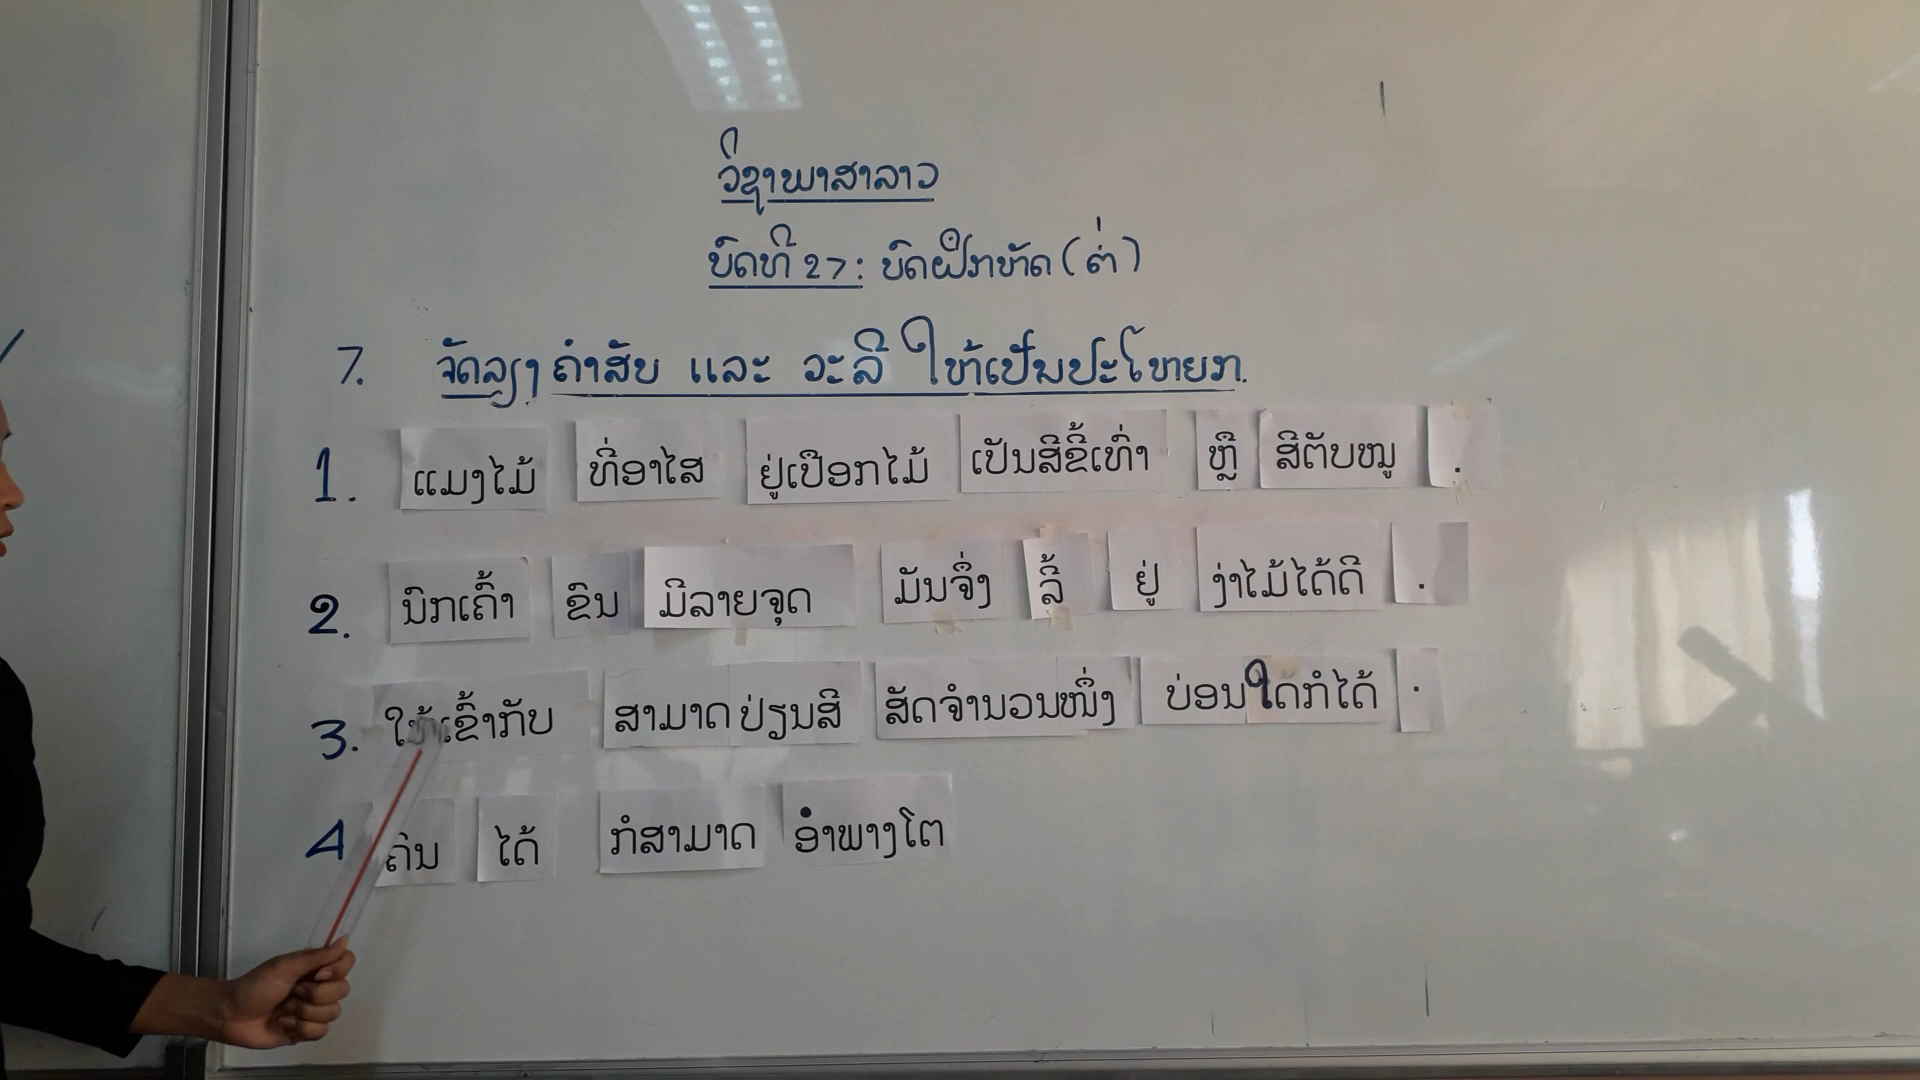 ວິຊາພາສາລາວ
ບົດທີ 27: ບົດຝຶກຫັດ (ຕໍ່)
7. ຈັດລຽງ ຄໍາສັບ ແລະ ວະລີ ໃຫ້ເປັນປະໂຫຍກ.
1. ແມງໄມ້ ທີ່ອາໄສ ຢູ່ເປືອກໄມ້ ເປັນສີຂີ້ເທົ່າ ຫຼື ສີຕັບໝູ .
2. ນົກເຄົ້າ ຂົນ ມີລາຍຈຸດ ມັນຈຶ່ງ ລີ້ ຢູ່ ງ່າໄມ້ໄດ້ດີ .
3. ໃຫ້ເຂົ້າກັບ ສາມາດປ່ຽນສີ ສັດຈຳນວນໜຶ່ງ ບ່ອນໃດກໍໄດ້ .
4 ຄົນ ໄດ້ ກໍສາມາດ ອໍາພາງໂຕ